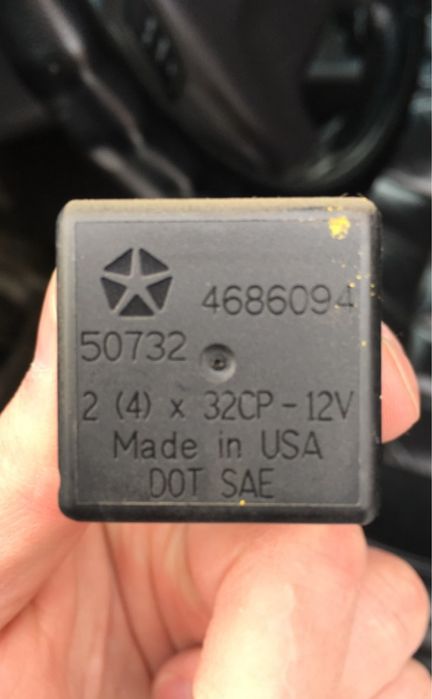 4686094
50732
2 (4) x 32CP - 12V
Made in USA
DOT SAE